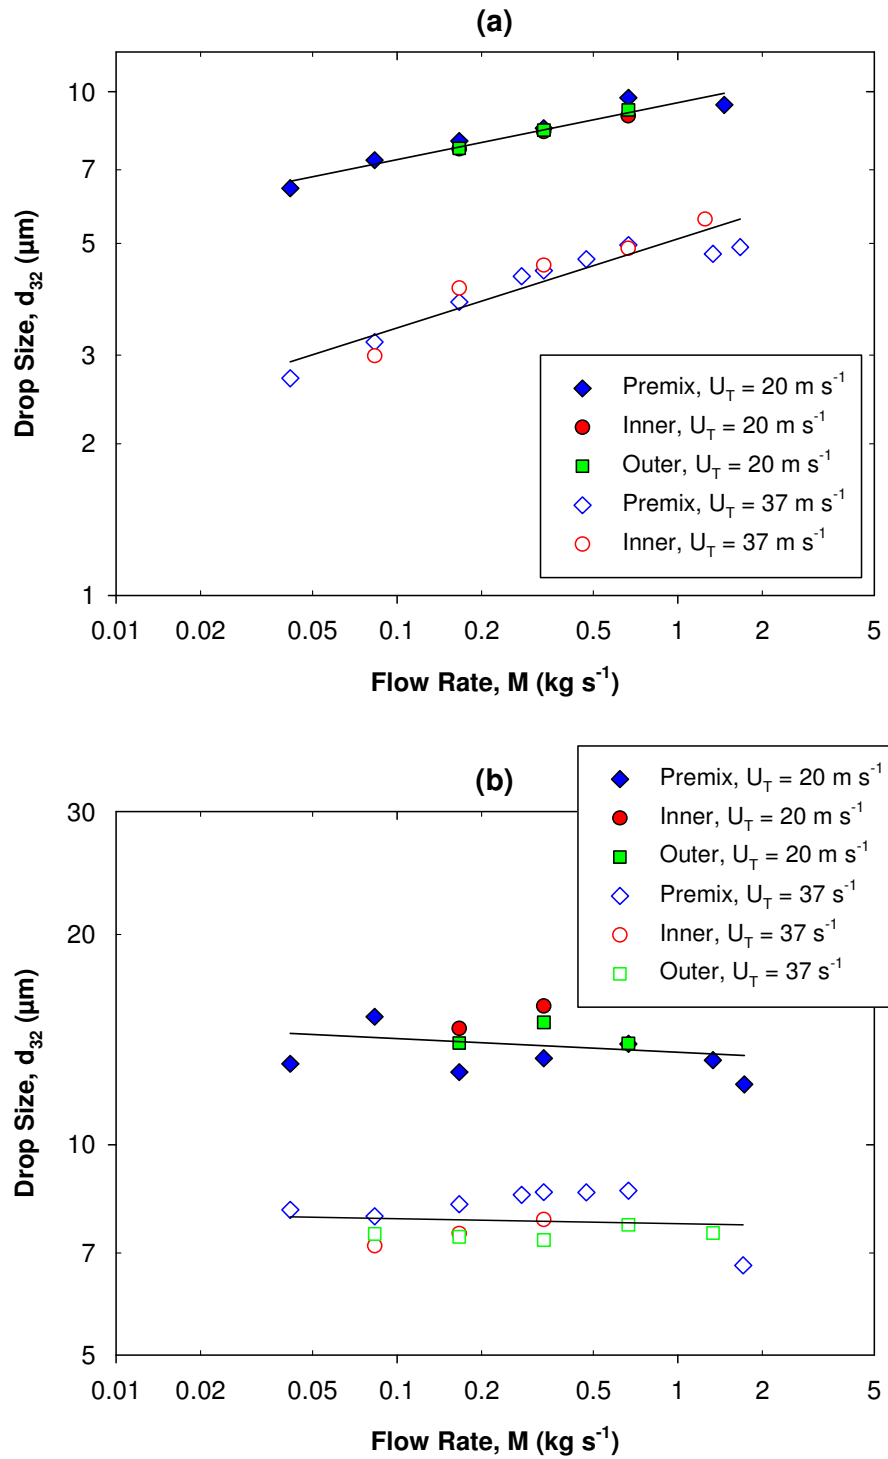 (a)
10
7
5
3
2
1
Drop Size, d32 (µm)
Premix, UT = 20 m s-1
Inner, UT = 20 m s-1
Outer, UT = 20 m s-1
Premix, UT = 37 m s-1
Inner, UT = 37 m s-1
0.01 0.02 0.05 0.1 0.2 0.5 1 2 5
Flow Rate, M (kg s-1)
(b)
Premix, UT = 20 m s-1
Inner, UT = 20 m s-1
Outer, UT = 20 m s-1
Premix, UT = 37 s-1
Inner, UT = 37 s-1
Outer, UT = 37 s-1
30
20
10
7
5
Drop Size, d32 (µm)
0.01 0.02 0.05 0.1 0.2 0.5 1 2 5
Flow Rate, M (kg s-1)